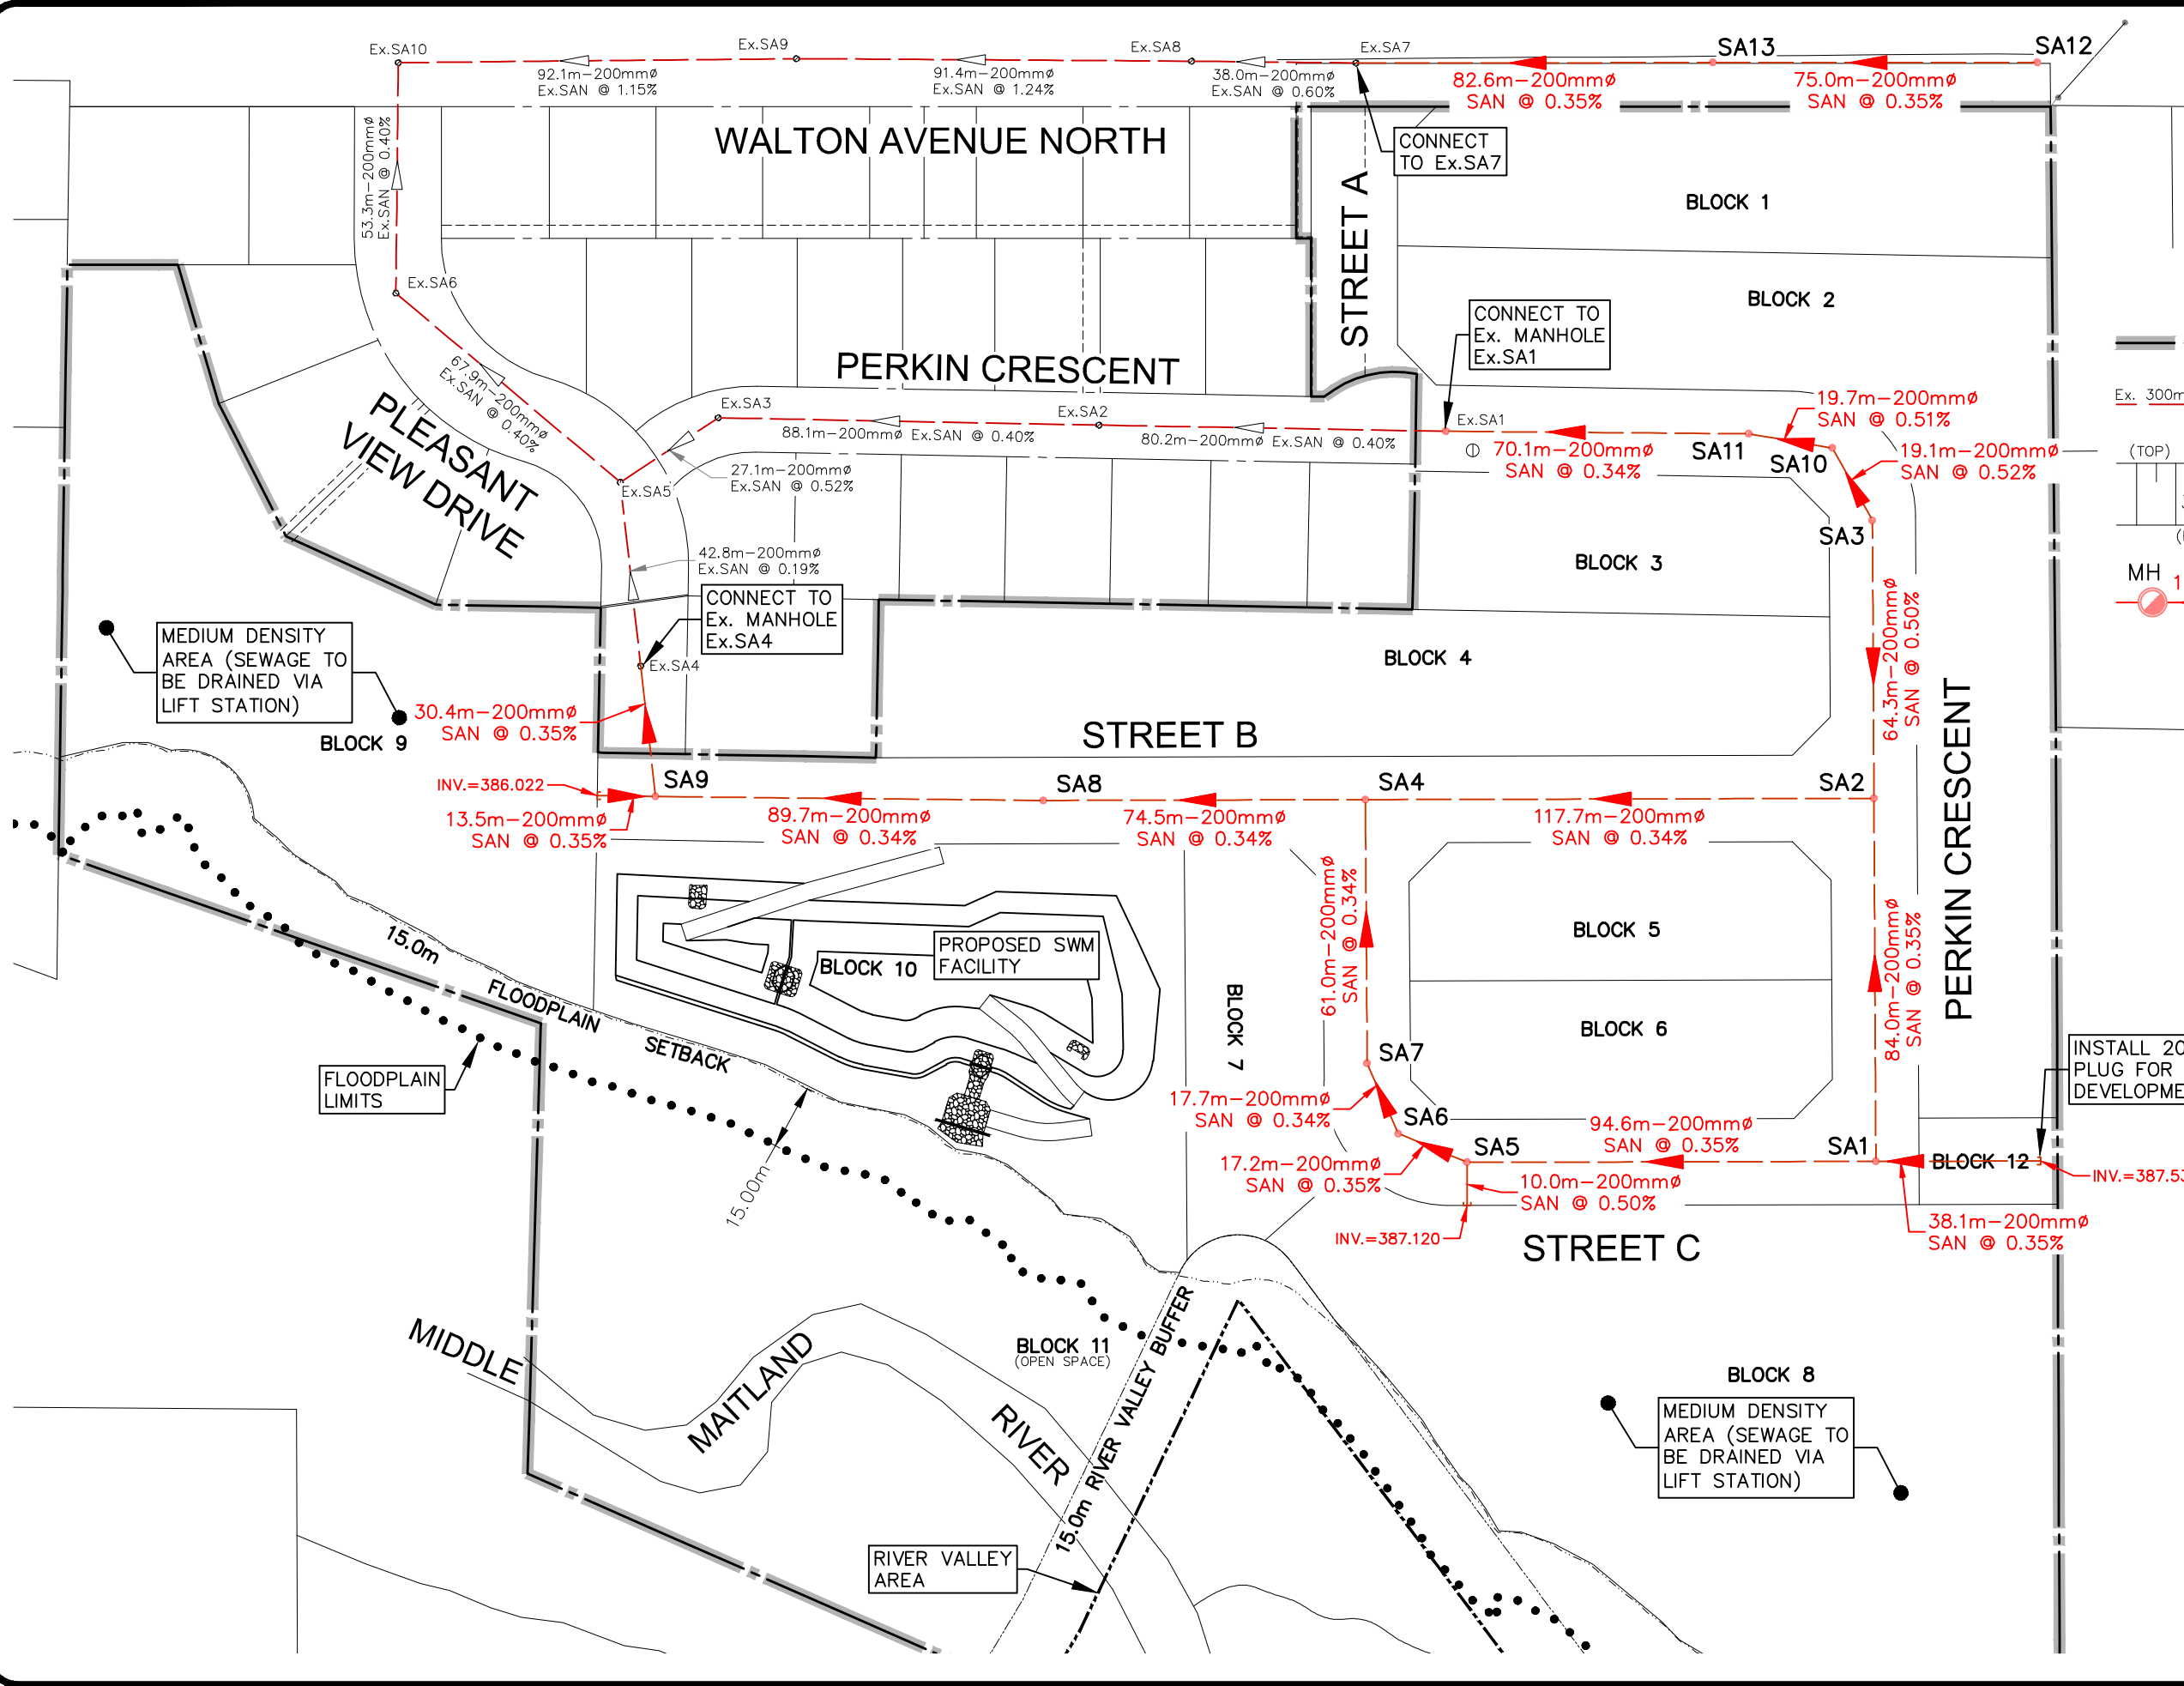 Ex.SA10
Ex.SA9
Ex.SA8
Ex.SA7
SA13
SA12
92.1m-200mmø
Ex.SAN @ 1.15%
91.4m-200mmø
Ex.SAN @ 1.24%
38.0m-200mmø
Ex.SAN @ 0.60%
82.6m-200mmø
SAN @ 0.35%
75.0m-200mmø
SAN @ 0.35%
53.3m-200mmø
Ex.SAN @ 0.40%
WALTON AVENUE NORTH
CONNECT
TO Ex.SA7
STREET A
BLOCK 1
Ex.SA6
BLOCK 2
CONNECT TO
Ex. MANHOLE
Ex.SA1
67.9m-200mmø
Ex.SAN @ 0.40%
PERKIN CRESCENT
PLEASANT
VIEW DRIVE
Ex.SA3
Ex.SA2
Ex.SA1
88.1m-200mmø Ex.SAN @ 0.40%
80.2m-200mmø Ex.SAN @ 0.40%
70.1m-200mmø
SAN @ 0.34%
SA11
SA10
19.7m-200mmø
SAN @ 0.51%
19.1m-200mmø
SAN @ 0.52%
Ex. 300m
(TOP)
MH
27.1m-200mmø
Ex.SAN @ 0.52%
Ex.SA5
SA3
42.8m-200mmø
Ex.SAN @ 0.19%
BLOCK 3
CONNECT TO
Ex. MANHOLE
Ex.SA4
64.3m-200mmø
SAN @ 0.50%
MEDIUM DENSITY
AREA (SEWAGE TO
BE DRAINED VIA
LIFT STATION)
Ex.SA4
BLOCK 4
BLOCK 9
30.4m-200mmø
SAN @ 0.35%
STREET B
PERKIN CRESCENT
INV.=386.022
SA9
SA8
SA4
SA2
13.5m-200mmø
SAN @ 0.35%
89.7m-200mmø
SAN @ 0.34%
74.5m-200mmø
SAN @ 0.34%
117.7m-200mmø
SAN @ 0.34%
61.0m-200mmø
SAN @ 0.34%
84.0m-200mmø
SAN @ 0.35%
BLOCK 5
15.0m
FLOODPLAIN
SETBACK
BLOCK 10
PROPOSED SWM
FACILITY
BLOCK 7
BLOCK 6
FLOODPLAIN
LIMITS
SA7
17.7m-200mmø
SAN @ 0.34%
SA6
94.6m-200mmø
SAN @ 0.35%
INSTALL 20
PLUG FOR
DEVELOPME
SA5
SA1
BLOCK 12
17.2m-200mmø
SAN @ 0.35%
10.0m-200mmø
SAN @ 0.50%
INV.=387.53
15.00m
INV.=387.120
38.1m-200mmø
SAN @ 0.35%
STREET C
MIDDLE
MAITLAND
RIVER
BLOCK 11
(OPEN SPACE)
15.0m RIVER VALLEY BUFFER
BLOCK 8
MEDIUM DENSITY
AREA (SEWAGE TO
BE DRAINED VIA
LIFT STATION)
RIVER VALLEY
AREA